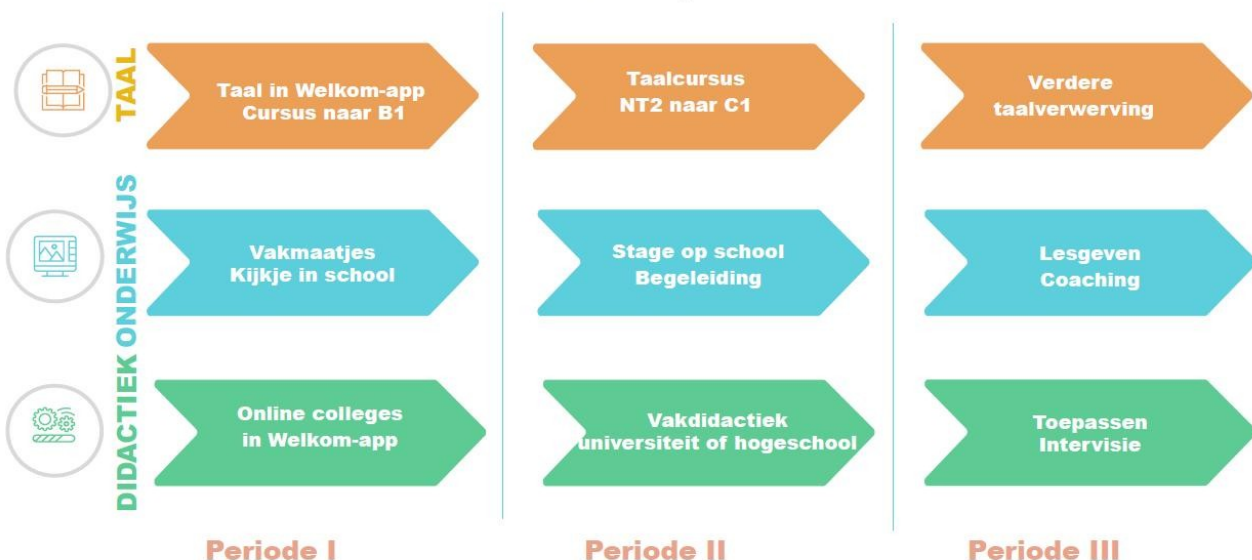 TAAL
Taal in Welkom-app
Cursus naar B1
Taalcursus
NT2 naar C1
Verdere
taalverwerving
ONDERWIJS
Vakmaatjes
Kijkje in school
Stage op school
Begeleiding
Lesgeven
Coaching
DIDACTIEK
Online colleges
in Welkom-app
Vakdidactiek
universiteit of hogeschool
Toepassen
Intervisie
Periode I
Periode II
Periode III